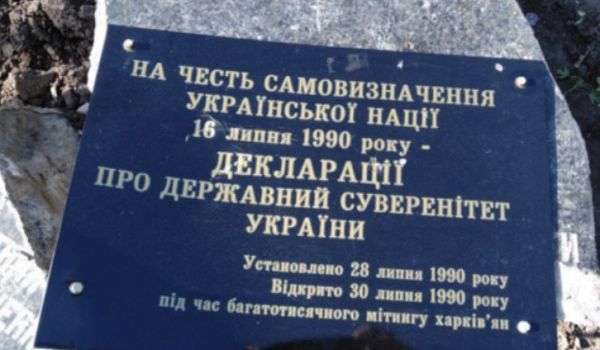 НА ЧЕСТЬ САМОВИЗНАЧЕННЯ
УКРАЇНСЬКОЇ НАЦІЇ
16 липня 1990 року -
ДЕКЛАРАЦІЇ
ПРО ДЕРЖАВНИЙ СУВЕРЕНІТЕТ
УКРАЇНИ
Установлено 28 липня 1990 року
Відкрито 30 липня 1990 року
під час багатотисячного мітингу харків'ян